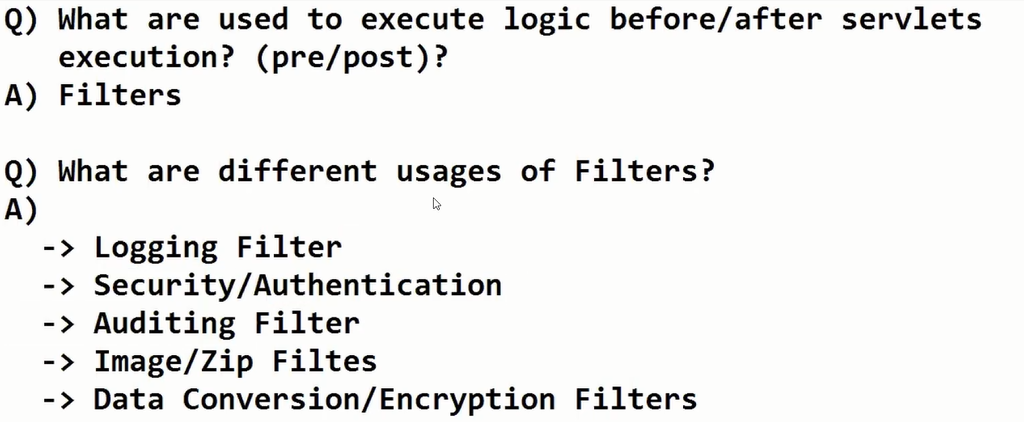 Q) What are used to execute logic before/after servlets
execution? (pre/post)?
A) Filters
Q) What are different usages of Filters?
A)
-> Logging Filter
-> Security/Authentication
-> Auditing Filter
-> Image/Zip Filtes
-> Data Conversion/Encryption Filters